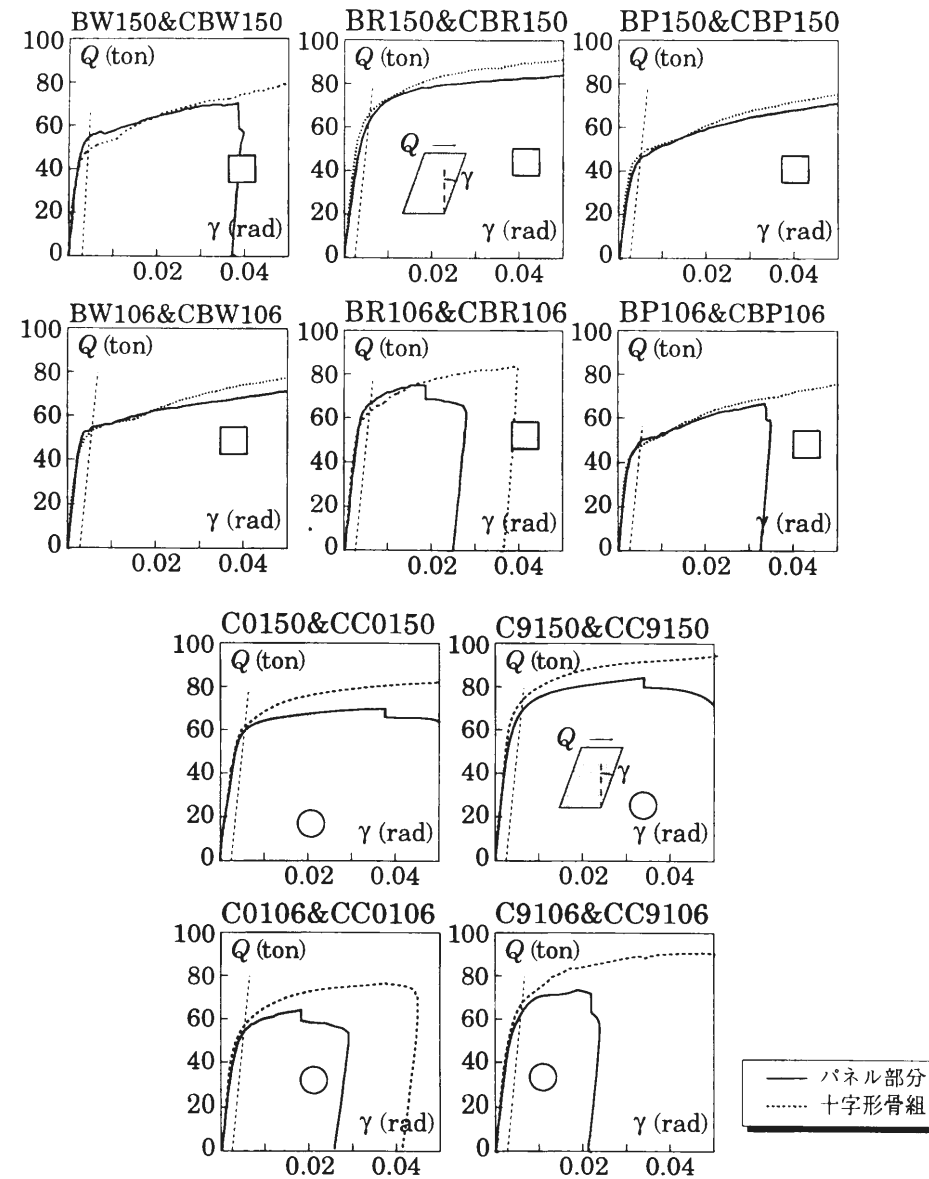 BW150&CBW150
BR150&CBR150
BP150&CBP150
100
80
60
40
20
0
Q (ton)
γ (rad)
0.02
0.04
100
80
60
40
20
0
Q (ton)
Q
γ
γ (rad)
0.02
0.04
100
80
60
40
20
0
Q (ton)
γ (rad)
0.02
0.04
BW106&CBW106
BR106&CBR106
BP106&CBP106
100
80
60
40
20
0
Q (ton)
γ (rad)
0.02
0.04
100
80
60
40
20
0
Q (ton)
γ (rad)
0.02
0.04
100
80
60
40
20
0
Q (ton)
γ (rad)
0.02
0.04
C0150&CC0150
C9150&CC9150
100
80
60
40
20
0
Q (ton)
γ (rad)
0.02
0.04
100
80
60
40
20
0
Q (ton)
Q
γ
γ (rad)
0.02
0.04
C0106&CC0106
C9106&CC9106
100
80
60
40
20
0
Q (ton)
γ (rad)
0.02
0.04
100
80
60
40
20
0
Q (ton)
γ (rad)
0.02
0.04
パネル部分
十字形骨組